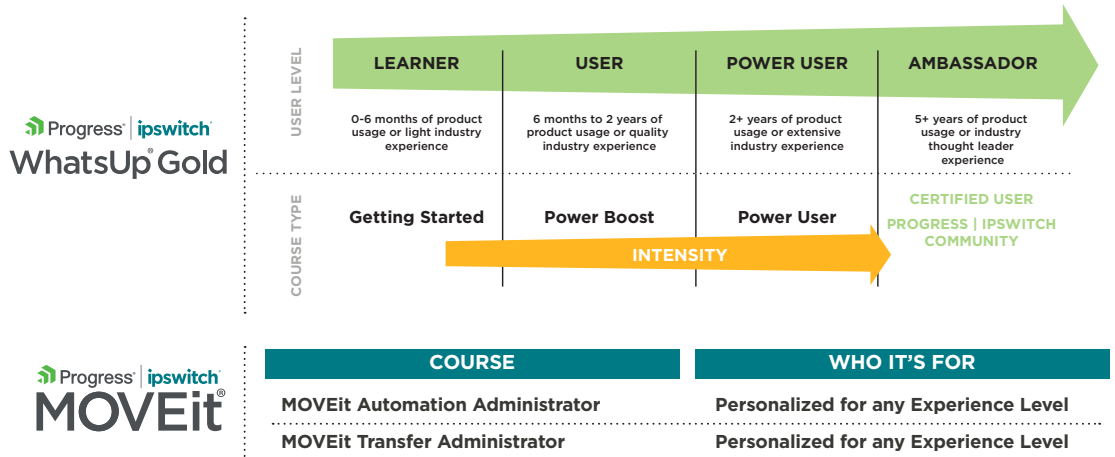 Progress® | ipswitch®
WhatsUp® Gold
USER LEVEL
LEARNER
0-6 months of product
usage or light industry
experience
USER
6 months to 2 years of
product usage or quality
industry experience
POWER USER
2+ years of product
usage or extensive
industry experience
AMBASSADOR
5+ years of product
usage or industry
thought leader
experience
COURSE TYPE
Getting Started
Power Boost
Power User
CERTIFIED USER
PROGRESS | IPSWITCH
COMMUNITY
INTENSITY
Progress® | ipswitch®
MOVEit®
COURSE
WHO IT'S FOR
MOVEit Automation Administrator
Personalized for any Experience Level
MOVEit Transfer Administrator
Personalized for any Experience Level